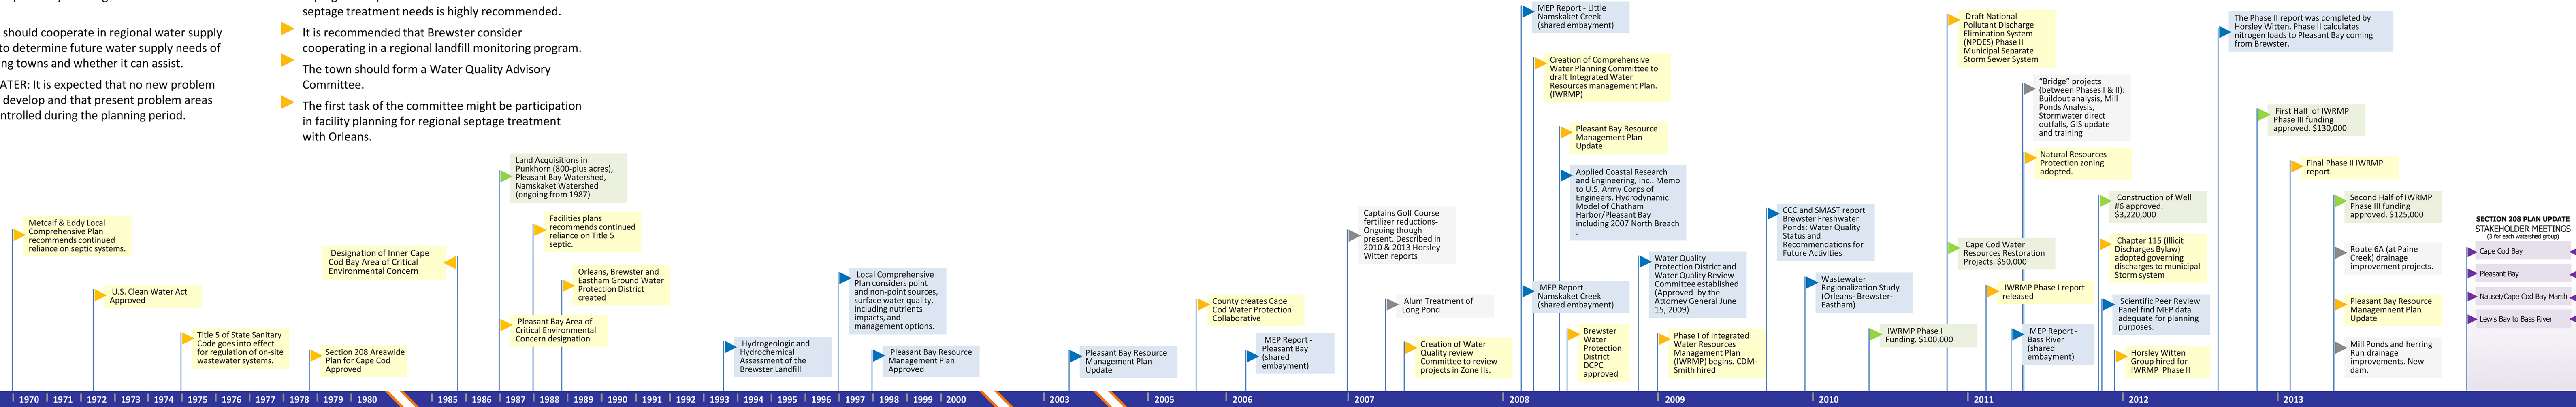 should cooperate in regional water supply
to determine future water supply needs of
ing towns and whether it can assist.
ATER: It is expected that no new problem
develop and that present problem areas
ntrolled during the planning period.
septage treatment needs is highly recommended.
It is recommended that Brewster consider
cooperating in a regional landfill monitoring program.
The town should form a Water Quality Advisory
Committee.
The first task of the committee might be participation
in facility planning for regional septage treatment
with Orleans.
Metcalf & Eddy Local
Comprehensive Plan
recommends continued
reliance on septic systems.
U.S. Clean Water Act
Approved
Title 5 of State Sanitary
Code goes into effect
for regulation of on-site
wastewater systems.
Section 208 Areawide
Plan for Cape Cod
Approved
Designation of Inner Cape
Cod Bay Area of Critical
Environmental Concern
Land Acquisitions in
Punkhorn (800-plus acres),
Pleasant Bay Watershed,
Namskaket Watershed
(ongoing from 1987)
Facilities plans
recommends continued
reliance on Title 5
septic.
Orleans, Brewster and
Eastham Ground Water
Protection District
created
Pleasant Bay Area of
Critical Environmental
Concern designation
Hydrogeologic and
Hydrochemical
Assessment of the
Brewster Landfill
Local Comprehensive
Plan considers point
and non-point sources,
surface water quality,
including nutrients
impacts, and
management options.
Pleasant Bay Resource
Management Plan
Approved
Pleasant Bay Resource
Management Plan
Update
County creates Cape
Cod Water Protection
Collaborative
MEP Report -
Pleasant Bay
(shared
embayment)
Captains Golf Course
fertilizer reductions-
Ongoing though
present. Described in
2010 & 2013 Horsley
Witten reports
Alum Treatment of
Long Pond
Creation of Water
Quality review
Committee to review
projects in Zone IIs.
MEP Report - Little
Namskaket Creek
(shared embayment)
Creation of Comprehensive
Water Planning Committee to
draft Integrated Water
Resources management Plan.
(IWRMP)
Pleasant Bay Resource
Management Plan
Update
Applied Coastal Research
and Engineering, Inc.. Memo
to U.S. Army Corps of
Engineers. Hydrodynamic
Model of Chatham
Harbor/Pleasant Bay
including 2007 North Breach
.
MEP Report -
Namskaket Creek
(shared embayment)
Brewster
Water
Protection
District
DCPC
approved
Water Quality
Protection District and
Water Quality Review
Committee established
(Approved by the
Attorney General June
15, 2009)
Phase I of Integrated
Water Resources
Management Plan
(IWRMP) begins. CDM-
Smith hired
CCC and SMAST report
Brewster Freshwater
Ponds: Water Quality
Status and
Recommendations for
Future Activities
Wastewater
Regionalization Study
(Orleans- Brewster-
Eastham)
IWRMP Phase I
Funding. $100,000
Draft National
Pollutant Discharge
Elimination System
(NPDES) Phase II
Municipal Separate
Storm Sewer System
Cape Cod Water
Resources Restoration
Projects. $50,000
IWRMP Phase I report
released
"Bridge" projects
(between Phases I & II):
Buildout analysis, Mill
Ponds Analysis,
Stormwater direct
outfalls, GIS update
and training
Natural Resources
Protection zoning
adopted.
MEP Report -
Bass River
(shared
embayment)
Construction of Well
#6 approved.
$3,220,000
Chapter 115 (Illicit
Discharges Bylaw)
adopted governing
discharges to municipal
Storm system
Scientific Peer Review
Panel find MEP data
adequate for planning
purposes.
Horsley Witten
Group hired for
IWRMP Phase II
The Phase II report was completed by
Horsley Witten. Phase II calculates
nitrogen loads to Pleasant Bay coming
from Brewster.
First Half of IWRMP
Phase III funding
approved. $130,000
Final Phase II IWRMP
report.
Second Half of IWRMP
Phase III funding
approved. $125,000
Route 6A (at Paine
Creek) drainage
improvement projects.
Pleasant Bay Resource
Managemnent Plan
Update
Mill Ponds and herring
Run drainage
improvements. New
dam.
SECTION 208 PLAN UPDATE
STAKEHOLDER MEETINGS
(3 for each watershed group)
Cape Cod Bay
Pleasant Bay
Nauset/Cape Cod Bay Marsh
Lewis Bay to Bass River
1970 1971 1972 1973 1974 1975 1976 1977 1978 1979 1980 1985 1986 1987 1988 1989 1990 1991 1992 1993 1994 1995 1996 1997 1998 1999 2000 2003 2005 2006 2007 2008 2009 2010 2011 2012 2013